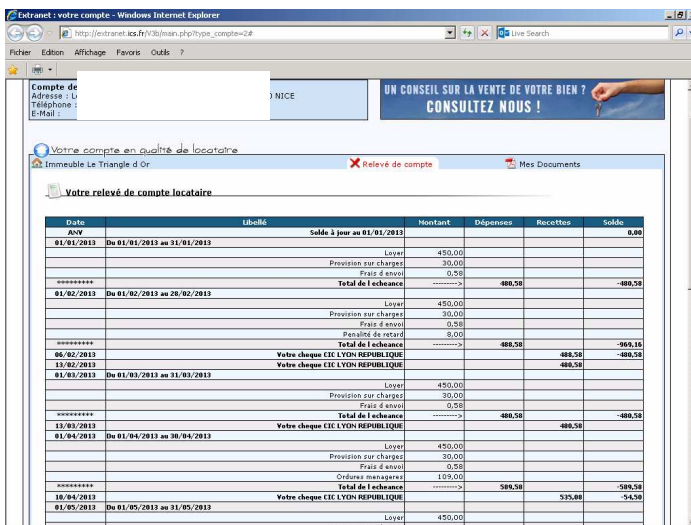 Extranet : votre compte - Windows Internet Explorer
http://extranet.ics.fr/V3b/main.php?type_compte=2#
Live Search
Fichier Edition Affichage Favoris Outils ?
Compte de
Adresse : L NICE
Téléphone :
E-Mail :
UN CONSEIL SUR LA VENTE DE VOTRE BIEN ?
CONSULTEZ NOUS !
Votre compte en qualité de locataire
Immeuble Le Triangle d Or Relevé de compte Mes Documents
Votre relevé de compte locataire
Date Libellé Montant Dépenses Recettes Solde
ANV Solde à jour au 01/01/2013 0,00
01/01/2013 Du 01/01/2013 au 31/01/2013
Loyer 450,00
Provision sur charges 30,00
Frais d envoi 0,58
********* Total de l echeance ---------> 480,58 -480,58
01/02/2013 Du 01/02/2013 au 28/02/2013
Loyer 450,00
Provision sur charges 30,00
Frais d envoi 0,58
Penalité de retard 8,00
********* Total de l echeance ---------> 488,58 -969,16
06/02/2013 Votre cheque CIC LYON REPUBLIQUE 488,58 -480,58
13/02/2013 Votre cheque CIC LYON REPUBLIQUE 480,58
01/03/2013 Du 01/03/2013 au 31/03/2013
Loyer 450,00
Provision sur charges 30,00
Frais d envoi 0,58
********* Total de l echeance ---------> 480,58 -480,58
13/03/2013 Votre cheque CIC LYON REPUBLIQUE 480,58
01/04/2013 Du 01/04/2013 au 30/04/2013
Loyer 450,00
Provision sur charges 30,00
Frais d envoi 0,58
Ordures menageres 109,00
********* Total de l echeance ---------> 589,58 -589,58
10/04/2013 Votre cheque CIC LYON REPUBLIQUE 535,08 -54,50
01/05/2013 Du 01/05/2013 au 31/05/2013
Loyer 450,00